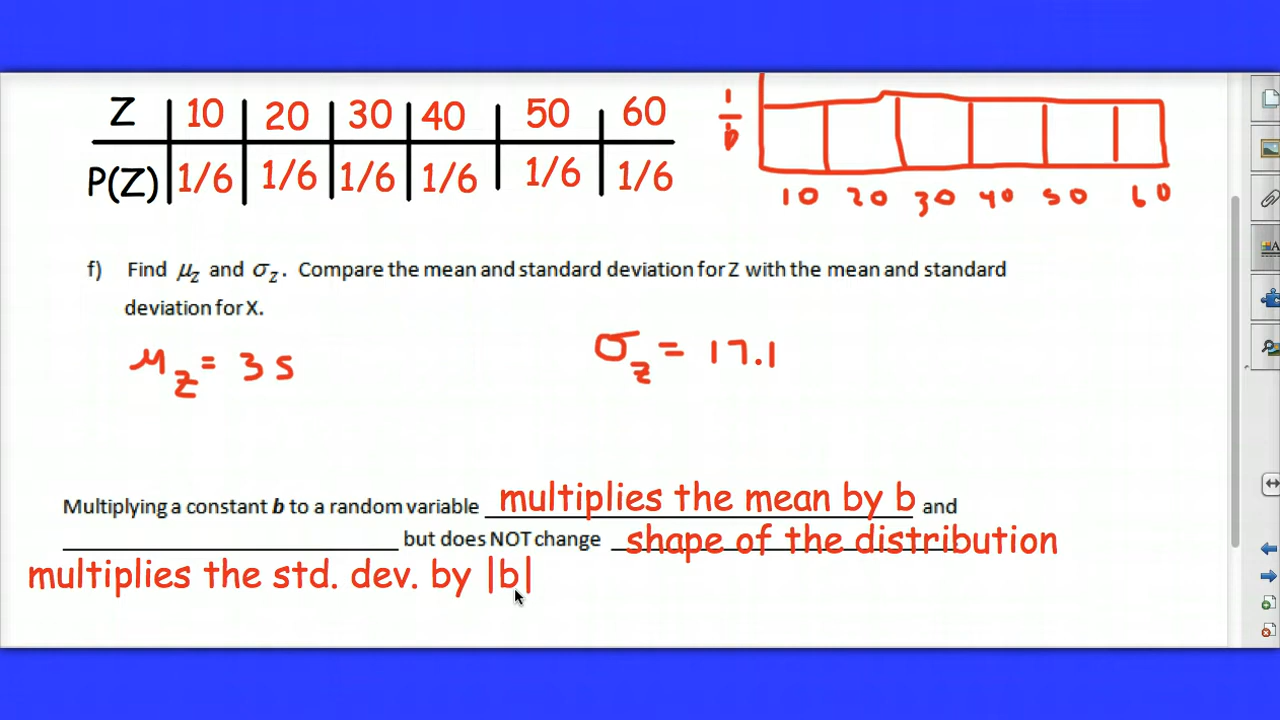 Z 10 20 30 40 50 60
P(Z) 1/6 1/6 1/6 1/6 1/6 1/6
1/6
10 20 30 40 50 60
f) Find μz and σz. Compare the mean and standard deviation for Z with the mean and standard
deviation for X.
μz = 35
σz = 17.1
Multiplying a constant b to a random variable multiplies the mean by b and
but does NOT change shape of the distribution
multiplies the std. dev. by |b|